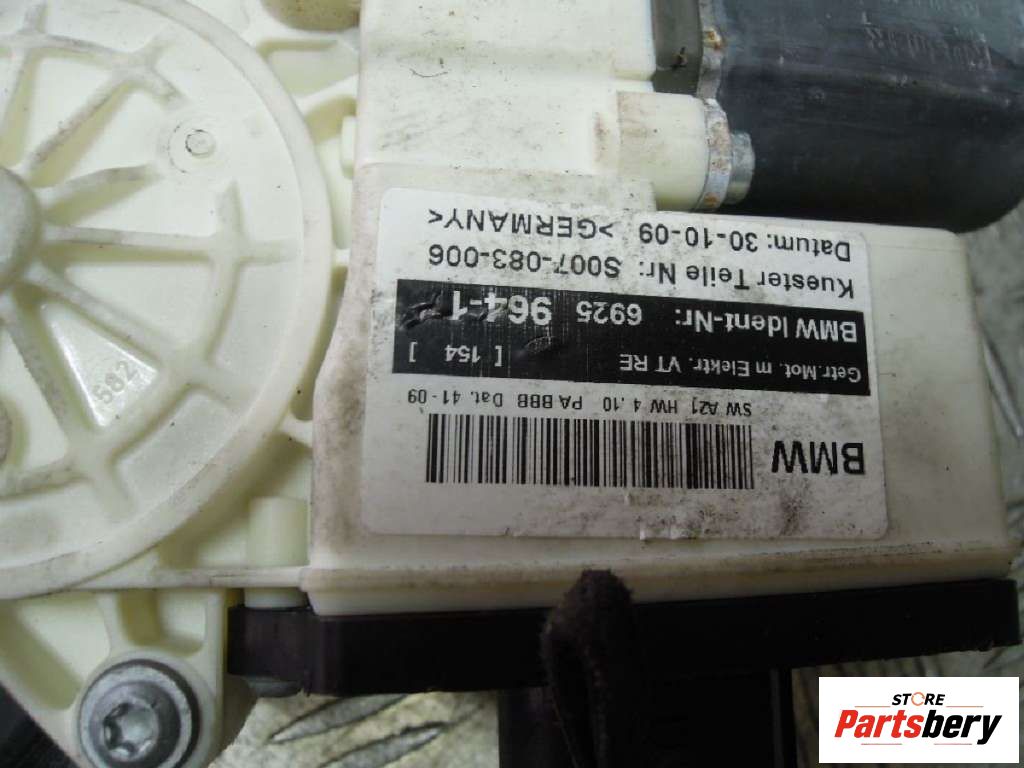 BMW
SW A21 HW 4.10 PA BBB Dat. 41-09
Getr.Mot. m Elektr. VT RE [ 154 ]
BMW Ident-Nr: 6925 964-1
Kuester Teile Nr: S007-083-006
Datum: 30-10-09 >GERMANY<
582
STORE
Partsbery